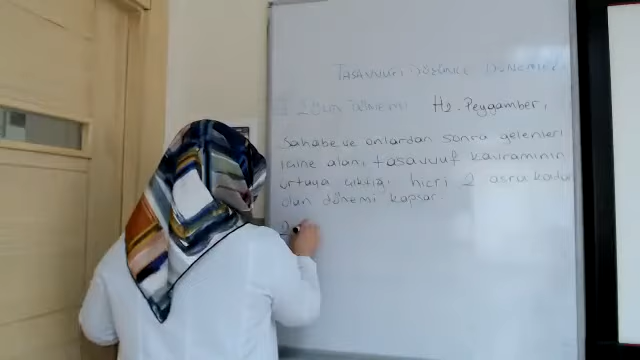 TASAVVUFİ DÜŞÜNCE DÖNEMLERİ
ZÜHD DÖNEMİ Hz. Peygamber,
Sahabe ve onlardan sonra gelenleri
içine alan, tasavvuf kavramının
ortaya çıktığı hicri 2 asra kadar
olan dönemi kapsar.
2